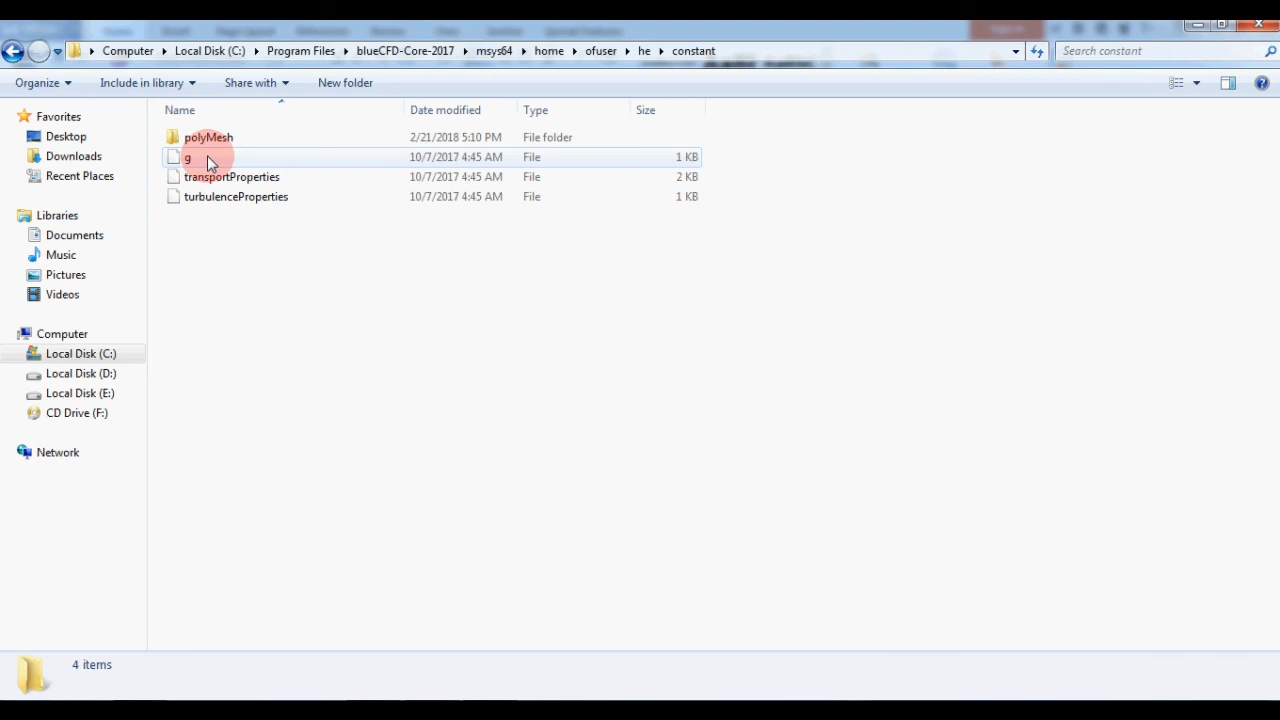 Computer Local Disk (C:) Program Files blueCFD-Core-2017 msys64 home ofuser he constant Search constant
Organize Include in library Share with New folder
Name Date modified Type Size
Favorites
Desktop
Downloads
Recent Places
Libraries
Documents
Music
Pictures
Videos
Computer
Local Disk (C:)
Local Disk (D:)
Local Disk (E:)
CD Drive (F:)
Network
polyMesh 2/21/2018 5:10 PM File folder
g 10/7/2017 4:45 AM File 1 KB
transportProperties 10/7/2017 4:45 AM File 2 KB
turbulenceProperties 10/7/2017 4:45 AM File 1 KB
4 items